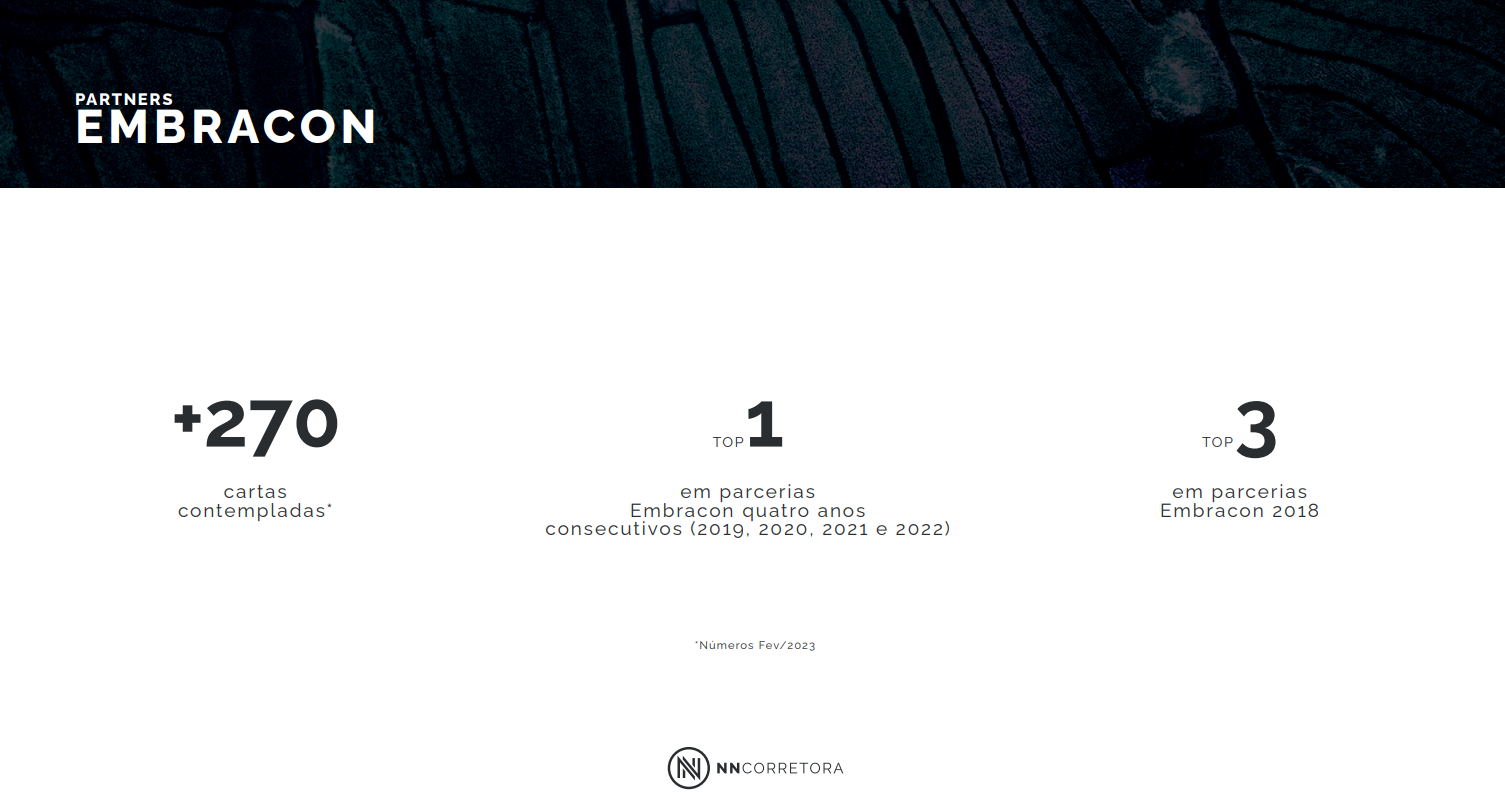 PARTNERS
EMBRACON
+270
cartas
contempladas*
TOP 1
em parcerias
Embracon quatro anos
consecutivos (2019, 2020, 2021 e 2022)
TOP 3
em parcerias
Embracon 2018
*Números Fev/2023
NNCORRETORA